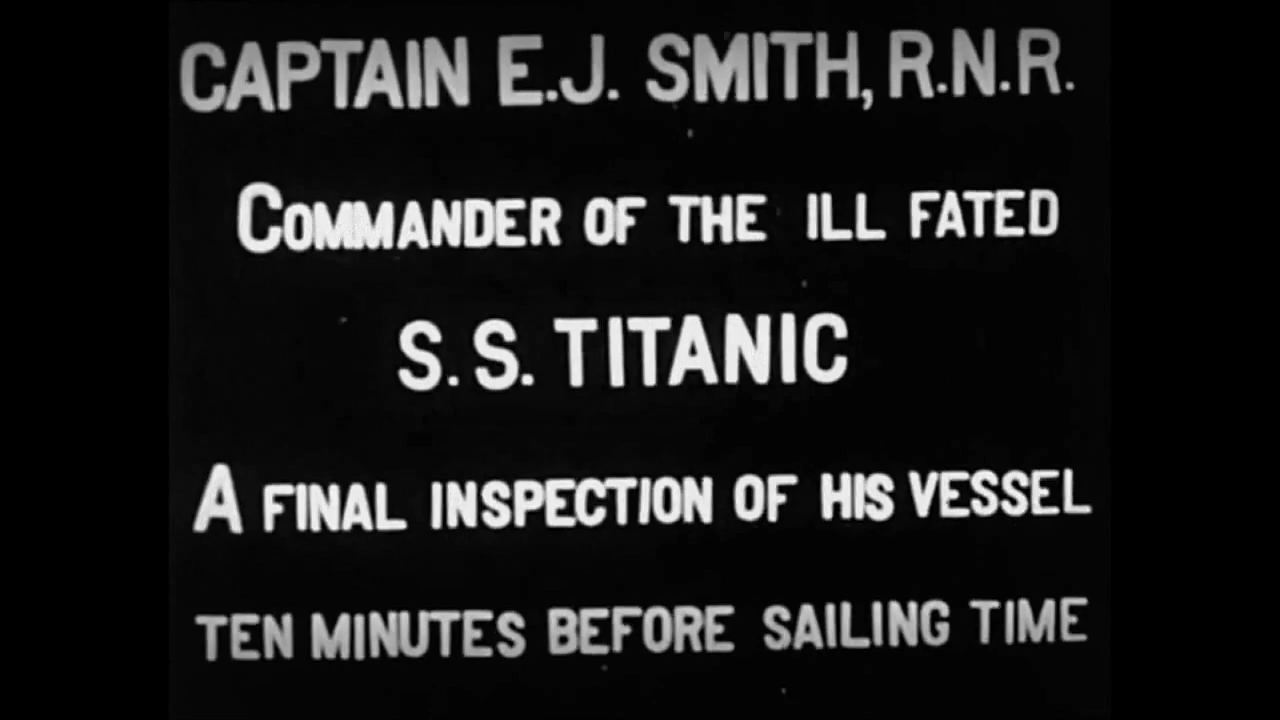 CAPTAIN E.J. SMITH, R.N.R.
COMMANDER OF THE ILL FATED
S.S. TITANIC
A FINAL INSPECTION OF HIS VESSEL
TEN MINUTES BEFORE SAILING TIME